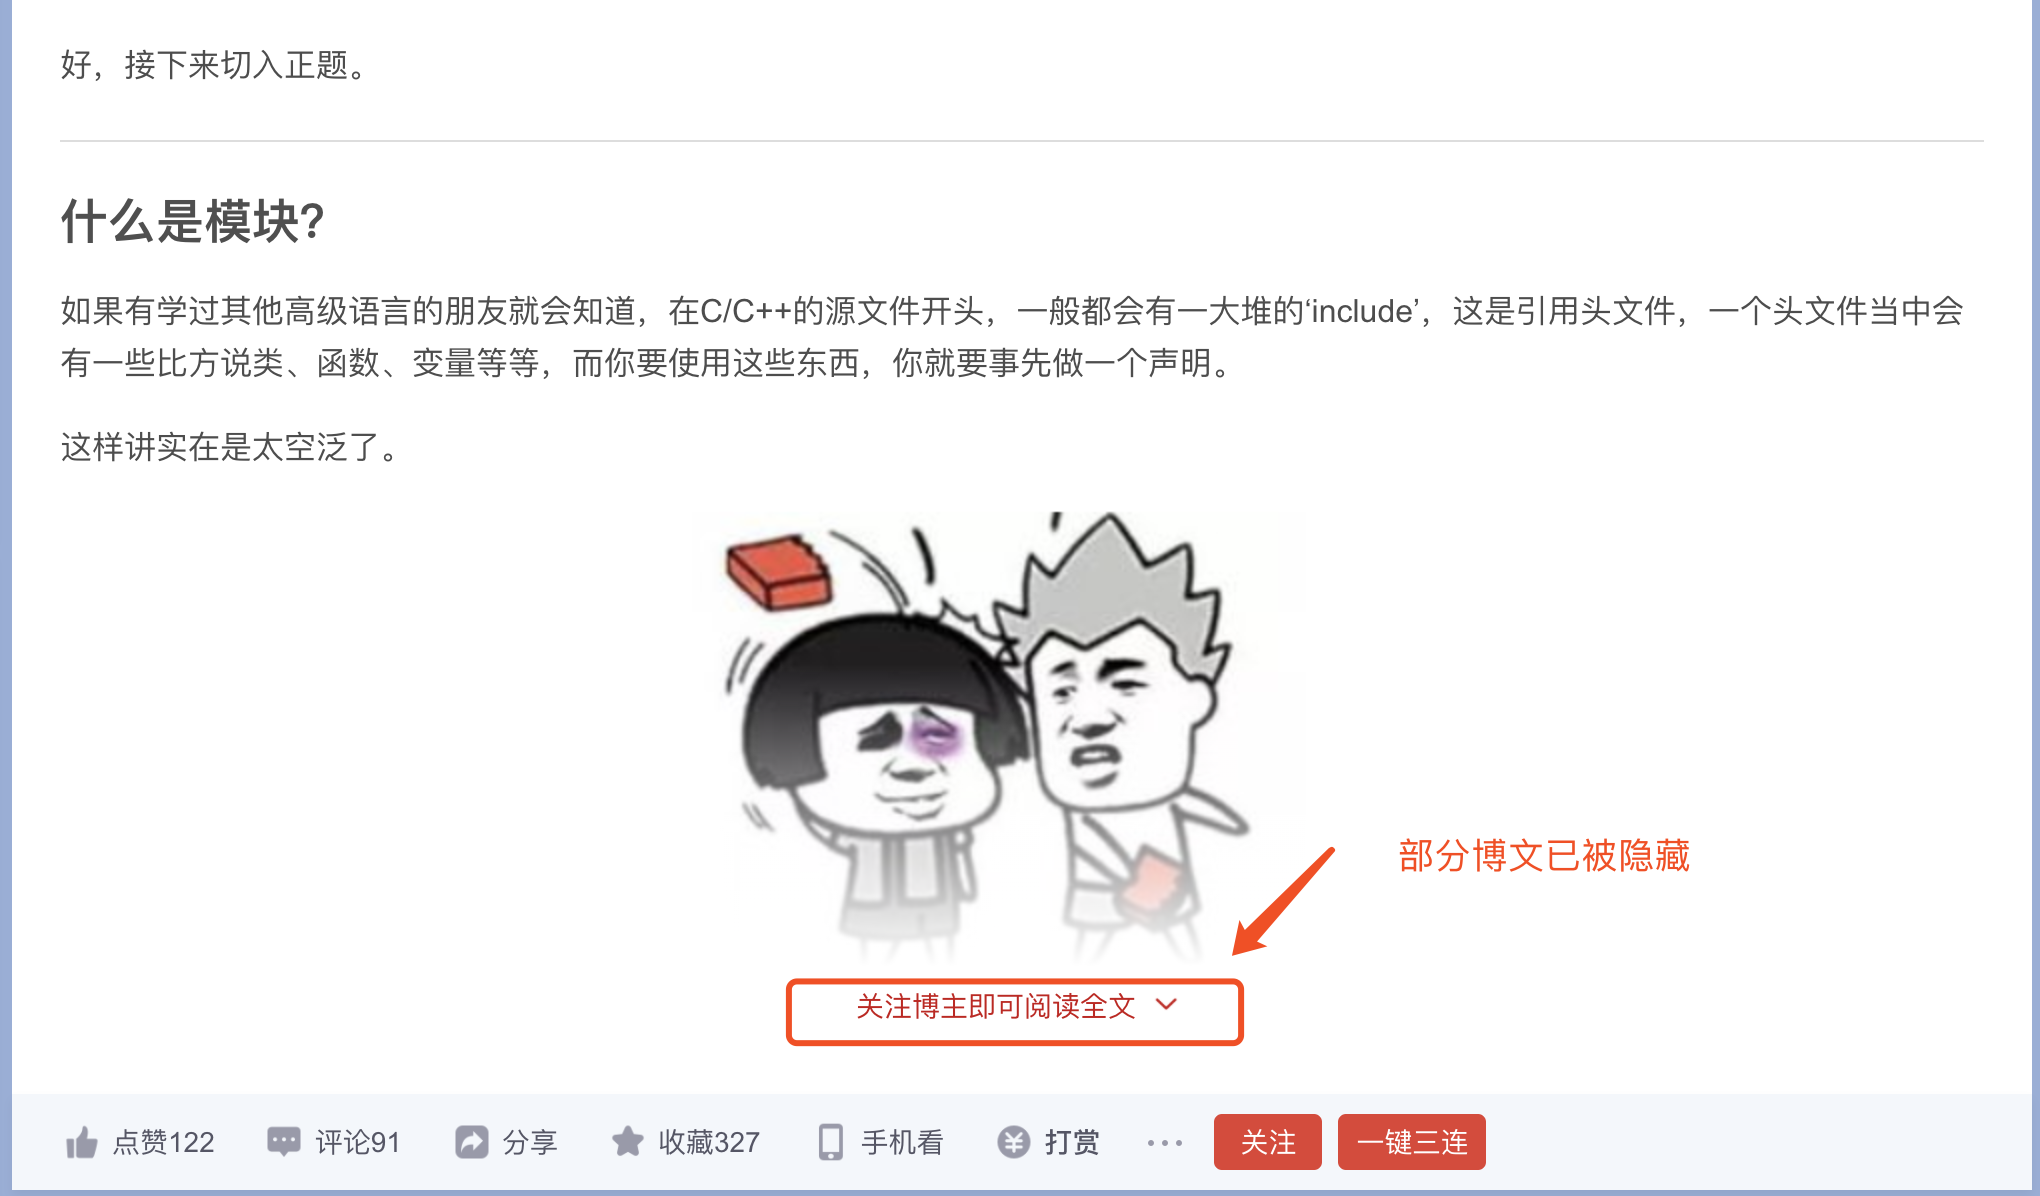 好，接下来切入正题。
什么是模块?
如果有学过其他高级语言的朋友就会知道，在C/C++的源文件开头，一般都会有一大堆的‘include’，这是引用头文件，一个头文件当中会
有一些比方说类、函数、变量等等，而你要使用这些东西，你就要事先做一个声明。
这样讲实在是太空泛了。
部分博文已被隐藏
关注博主即可阅读全文
点赞122 评论91 分享 收藏327 手机看 打赏 ··· 关注 一键三连